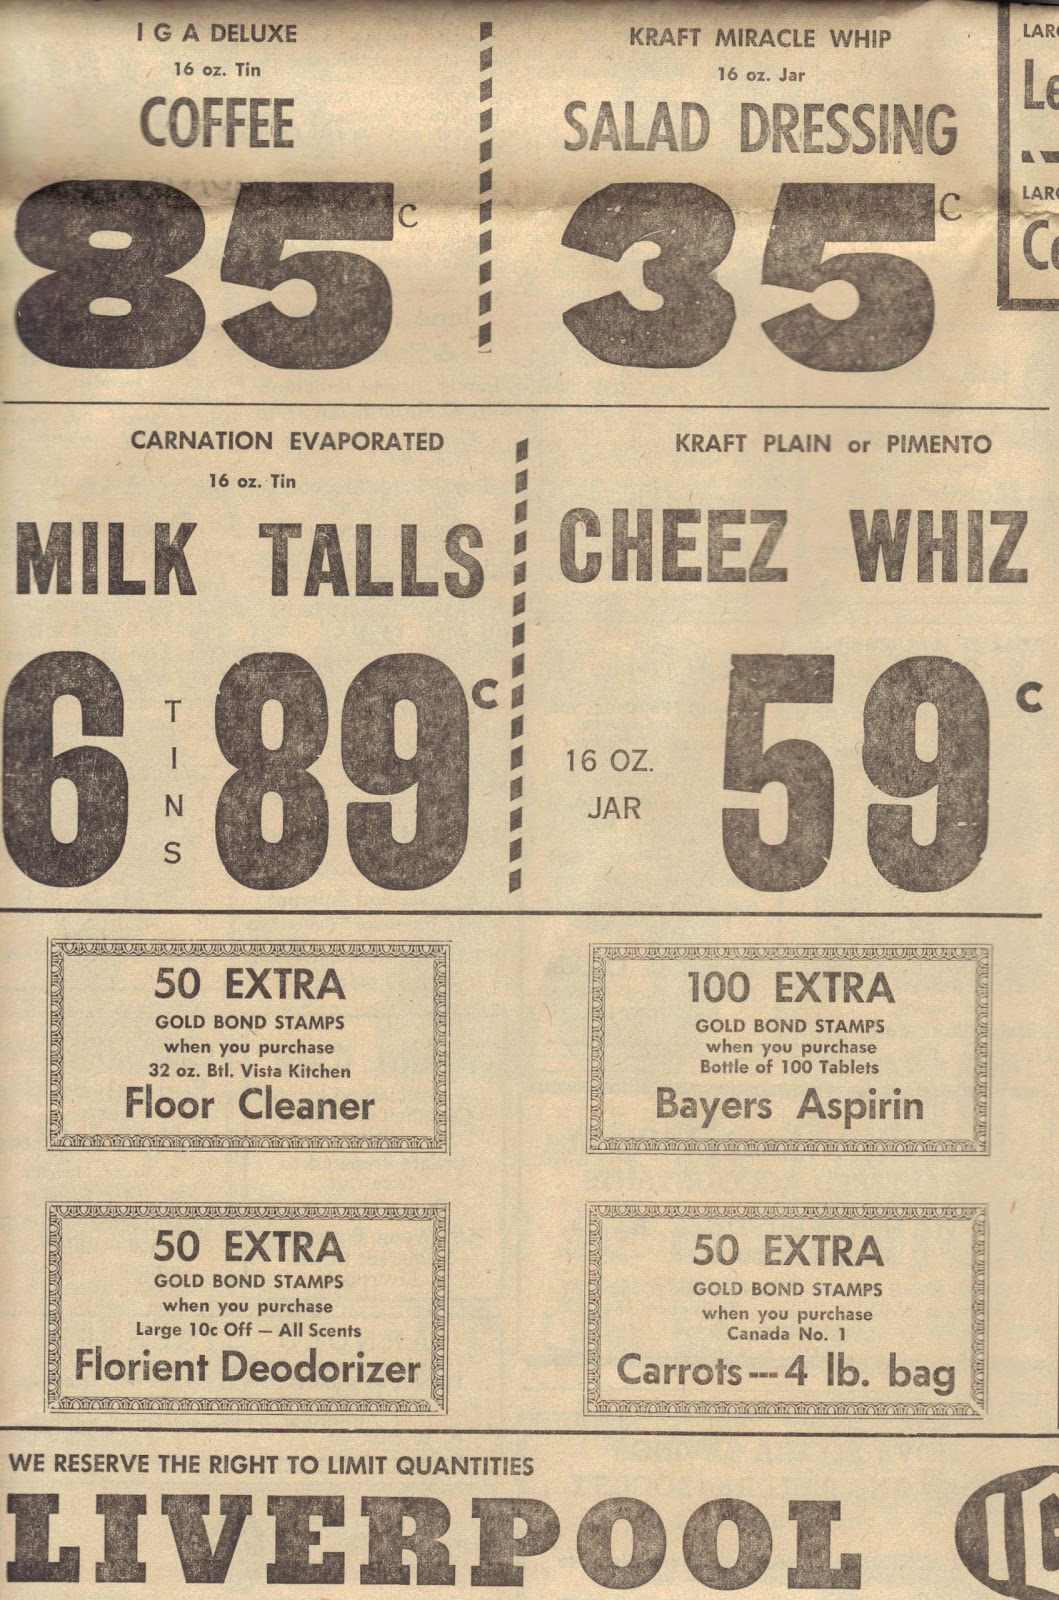 I G A DELUXE
16 oz. Tin
COFFEE
85c
KRAFT MIRACLE WHIP
16 oz. Jar
SALAD DRESSING
35c
LARG
Le
LARG
Co
CARNATION EVAPORATED
16 oz. Tin
MILK TALLS
6 TINS 89c
KRAFT PLAIN or PIMENTO
CHEEZ WHIZ
16 OZ.
JAR
59c
50 EXTRA
GOLD BOND STAMPS
when you purchase
32 oz. Btl. Vista Kitchen
Floor Cleaner
100 EXTRA
GOLD BOND STAMPS
when you purchase
Bottle of 100 Tablets
Bayers Aspirin
50 EXTRA
GOLD BOND STAMPS
when you purchase
Large 10c Off — All Scents
Florient Deodorizer
50 EXTRA
GOLD BOND STAMPS
when you purchase
Canada No. 1
Carrots---4 lb. bag
WE RESERVE THE RIGHT TO LIMIT QUANTITIES
LIVERPOOL